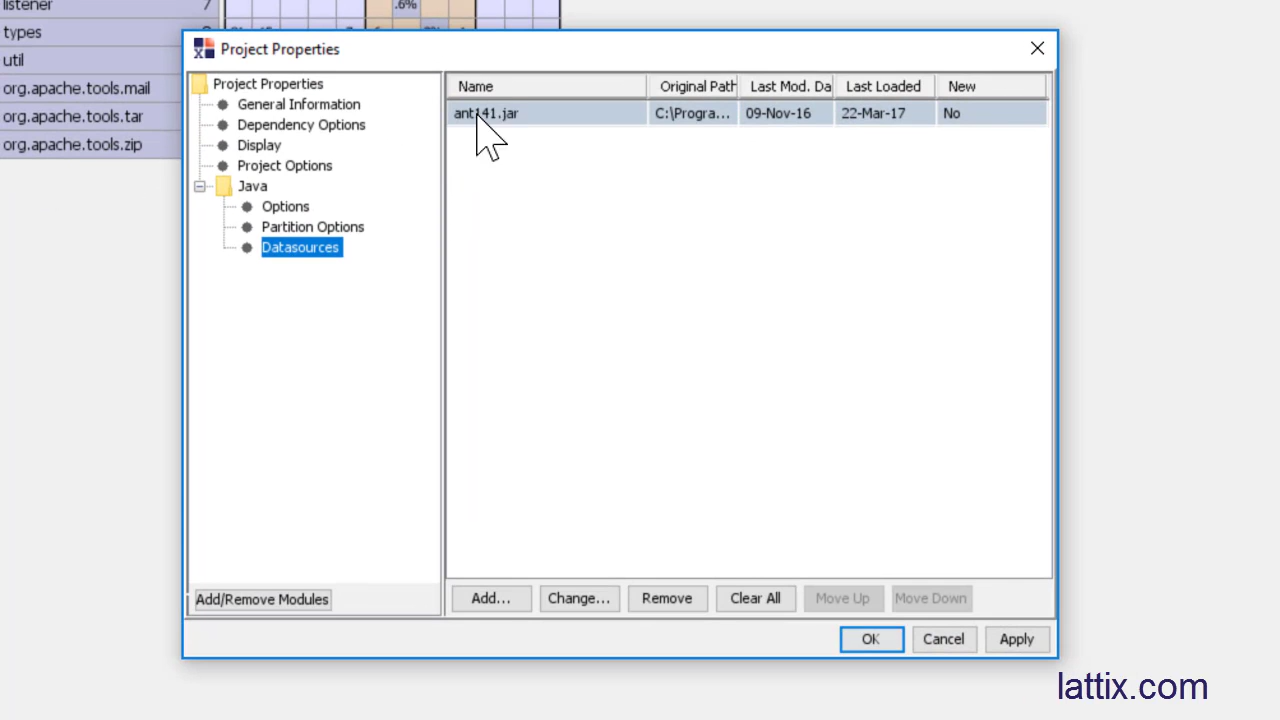 listener 7
.6%
types
util
org.apache.tools.mail
org.apache.tools.tar
org.apache.tools.zip
Project Properties
Project Properties
General Information
Dependency Options
Display
Project Options
Java
Options
Partition Options
Datasources
Add/Remove Modules
Name Original Path Last Mod. Da Last Loaded New
ant141.jar C:\Progra... 09-Nov-16 22-Mar-17 No
Add... Change... Remove Clear All Move Up Move Down
OK Cancel Apply
lattix.com